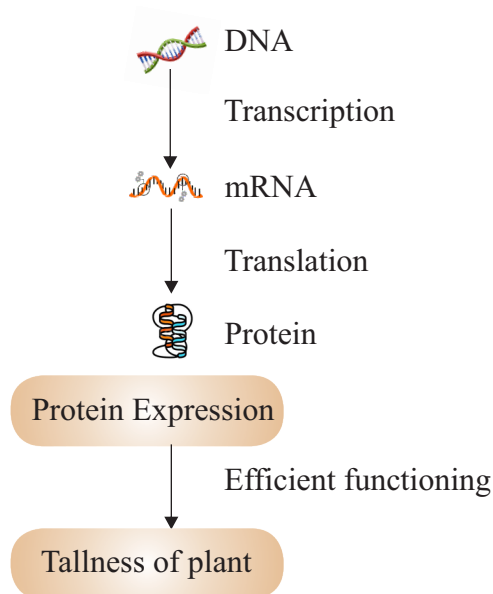 DNA
Transcription
mRNA
Translation
Protein
Protein Expression
Efficient functioning
Tallness of plant